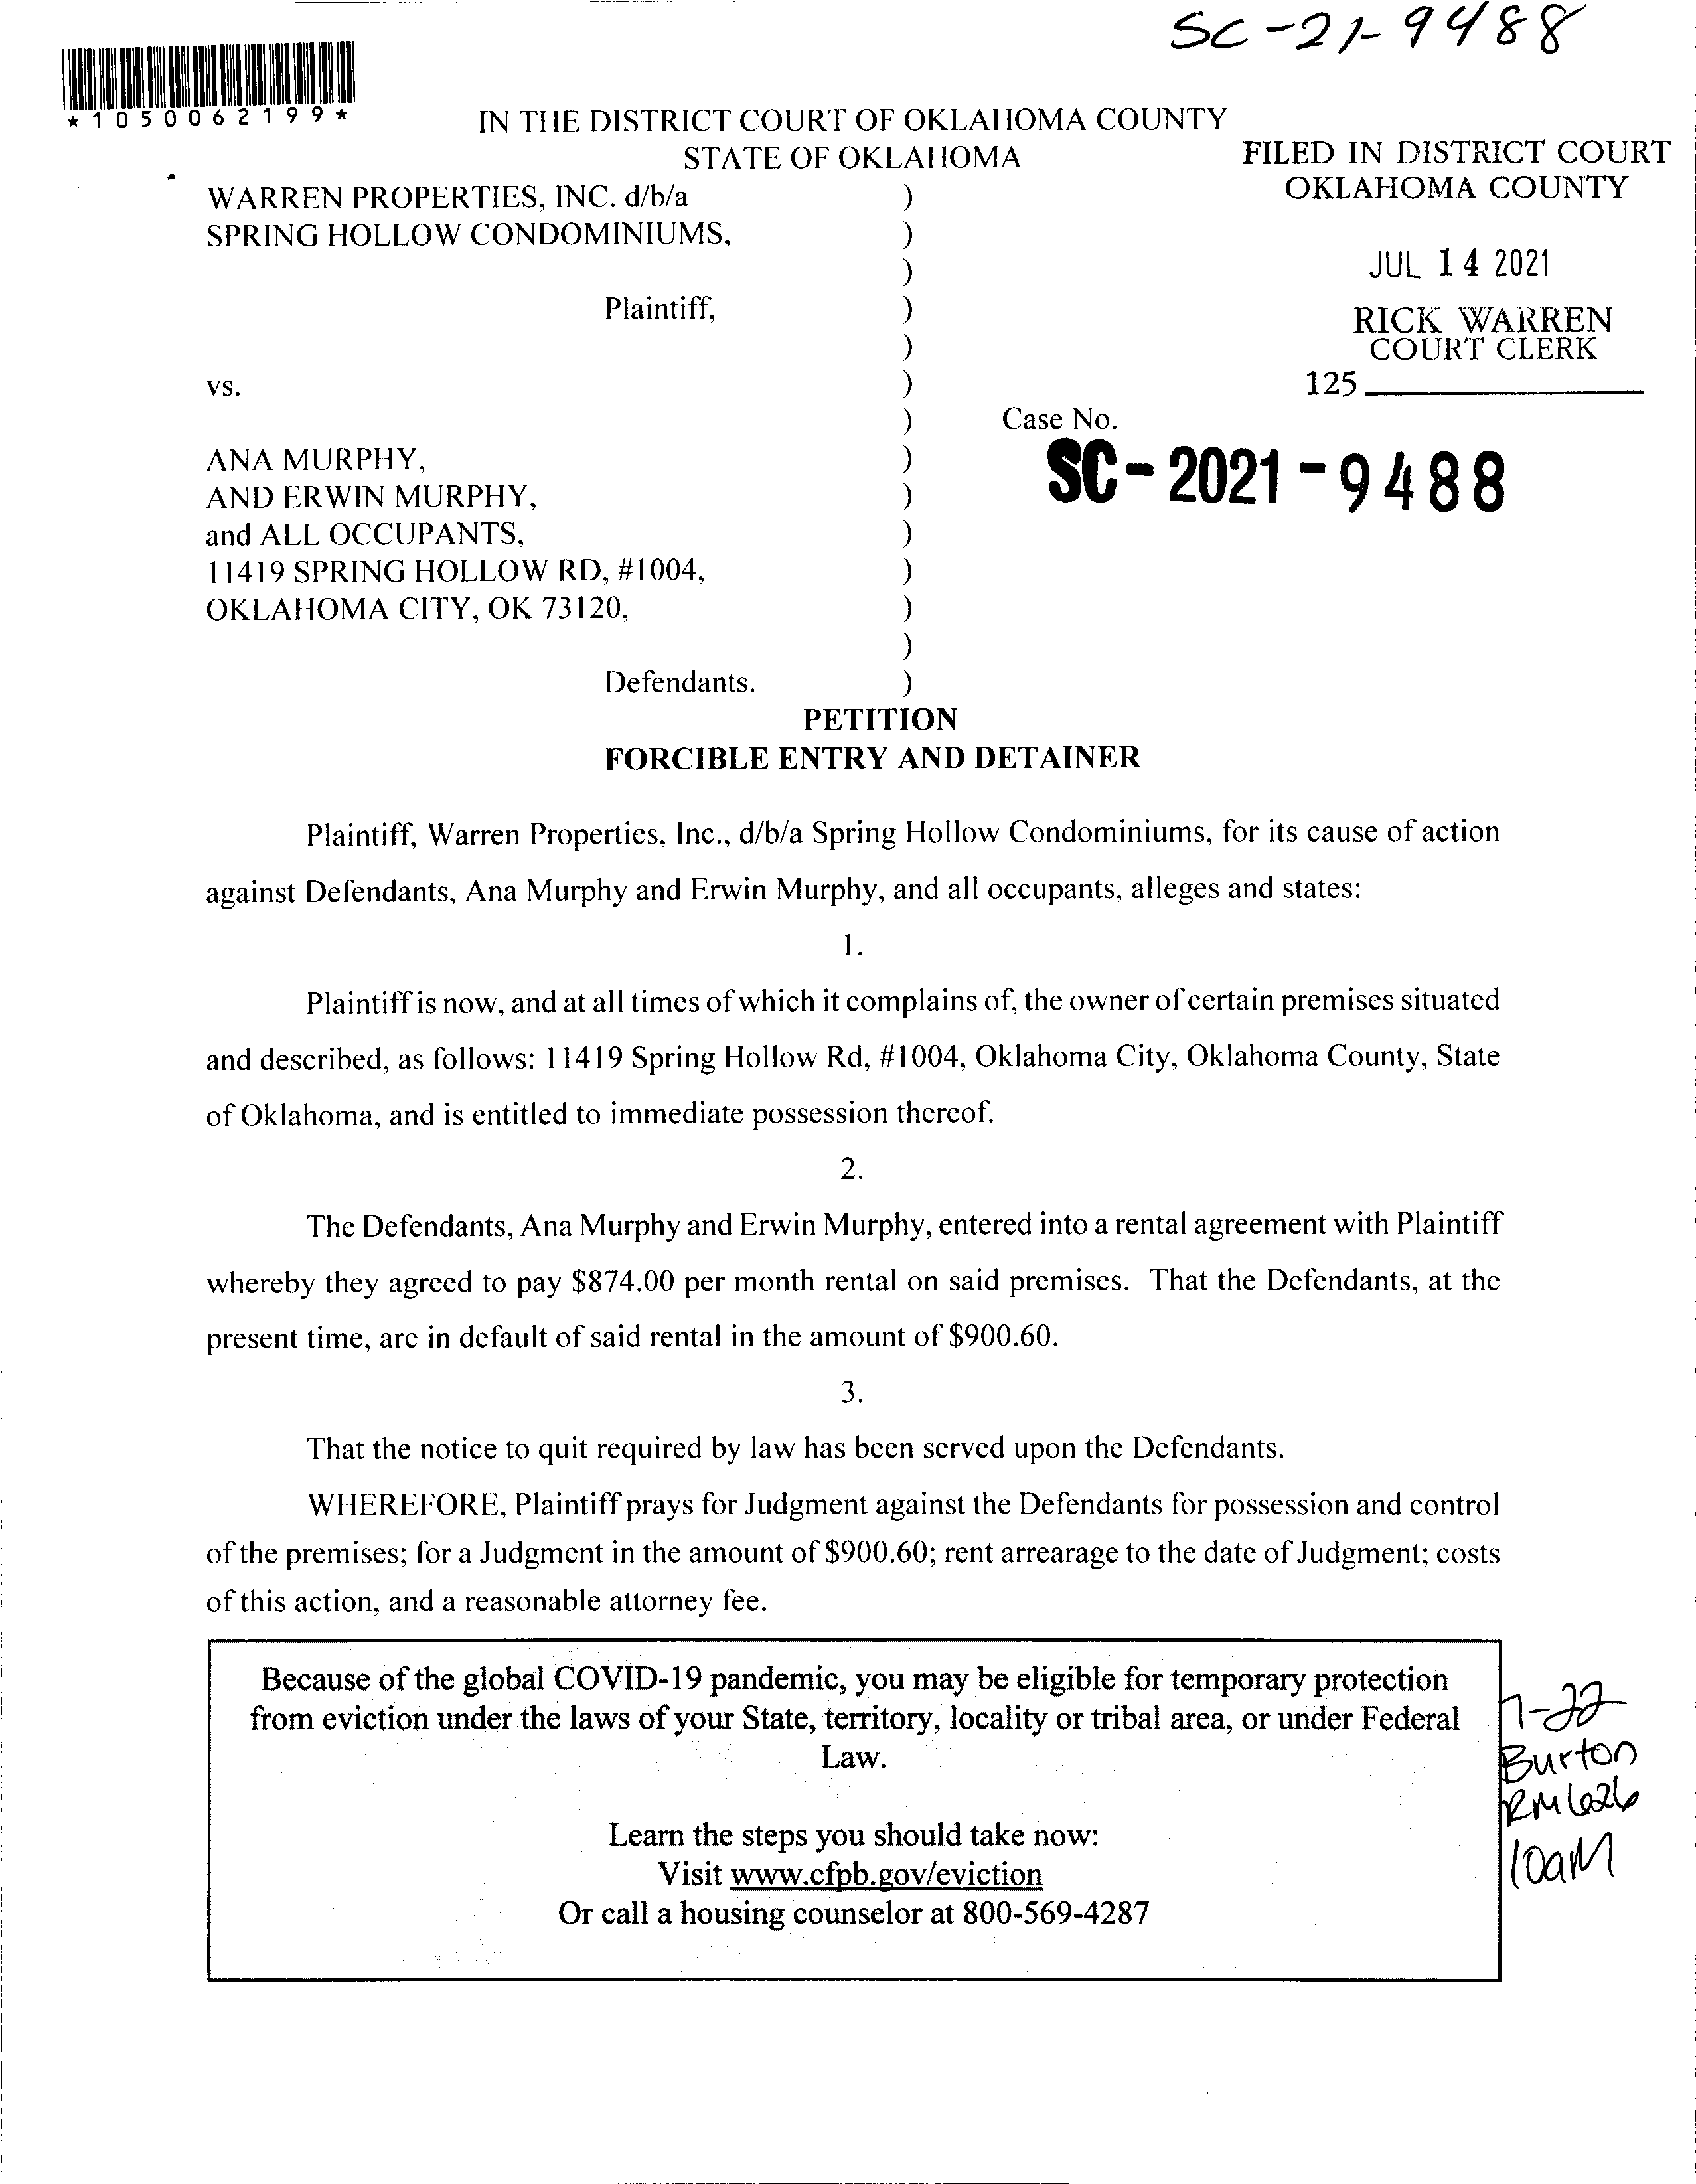 SC-21-9488
*1050062199*
IN THE DISTRICT COURT OF OKLAHOMA COUNTY
STATE OF OKLAHOMA
FILED IN DISTRICT COURT
OKLAHOMA COUNTY
JUL 14 2021
RICK WARREN
COURT CLERK
125
WARREN PROPERTIES, INC. d/b/a )
SPRING HOLLOW CONDOMINIUMS, )
)
Plaintiff, )
)
vs. )
) Case No.
SC-2021-9488
ANA MURPHY, )
AND ERWIN MURPHY, )
and ALL OCCUPANTS, )
11419 SPRING HOLLOW RD, #1004, )
OKLAHOMA CITY, OK 73120, )
)
Defendants. )
PETITION
FORCIBLE ENTRY AND DETAINER
Plaintiff, Warren Properties, Inc., d/b/a Spring Hollow Condominiums, for its cause of action
against Defendants, Ana Murphy and Erwin Murphy, and all occupants, alleges and states:
1.
Plaintiff is now, and at all times of which it complains of, the owner of certain premises situated
and described, as follows: 11419 Spring Hollow Rd, #1004, Oklahoma City, Oklahoma County, State
of Oklahoma, and is entitled to immediate possession thereof.
2.
The Defendants, Ana Murphy and Erwin Murphy, entered into a rental agreement with Plaintiff
whereby they agreed to pay $874.00 per month rental on said premises. That the Defendants, at the
present time, are in default of said rental in the amount of $900.60.
3.
That the notice to quit required by law has been served upon the Defendants.
WHEREFORE, Plaintiff prays for Judgment against the Defendants for possession and control
of the premises; for a Judgment in the amount of $900.60; rent arrearage to the date of Judgment; costs
of this action, and a reasonable attorney fee.
Because of the global COVID-19 pandemic, you may be eligible for temporary protection
from eviction under the laws of your State, territory, locality or tribal area, or under Federal
Law.
Learn the steps you should take now:
Visit www.cfpb.gov/eviction
Or call a housing counselor at 800-569-4287
7-22
Burton
RM 626
10am